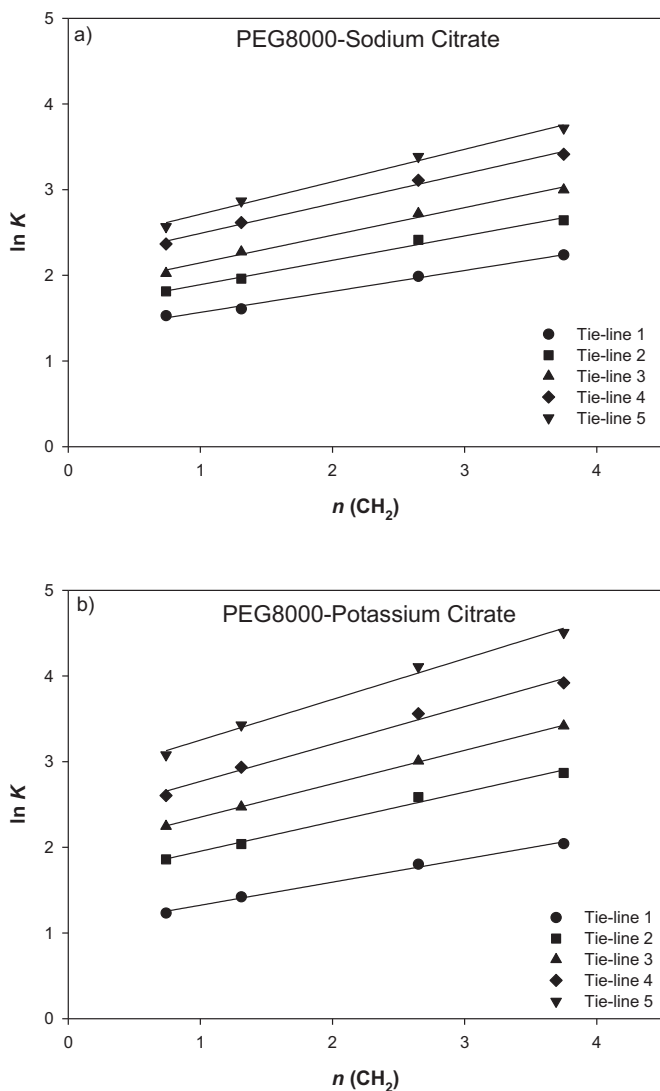 a)
PEG8000-Sodium Citrate
5
4
3
2
1
0
ln K
0 1 2 3 4
n (CH₂)
Tie-line 1
Tie-line 2
Tie-line 3
Tie-line 4
Tie-line 5
b)
PEG8000-Potassium Citrate
5
4
3
2
1
0
ln K
0 1 2 3 4
n (CH₂)
Tie-line 1
Tie-line 2
Tie-line 3
Tie-line 4
Tie-line 5